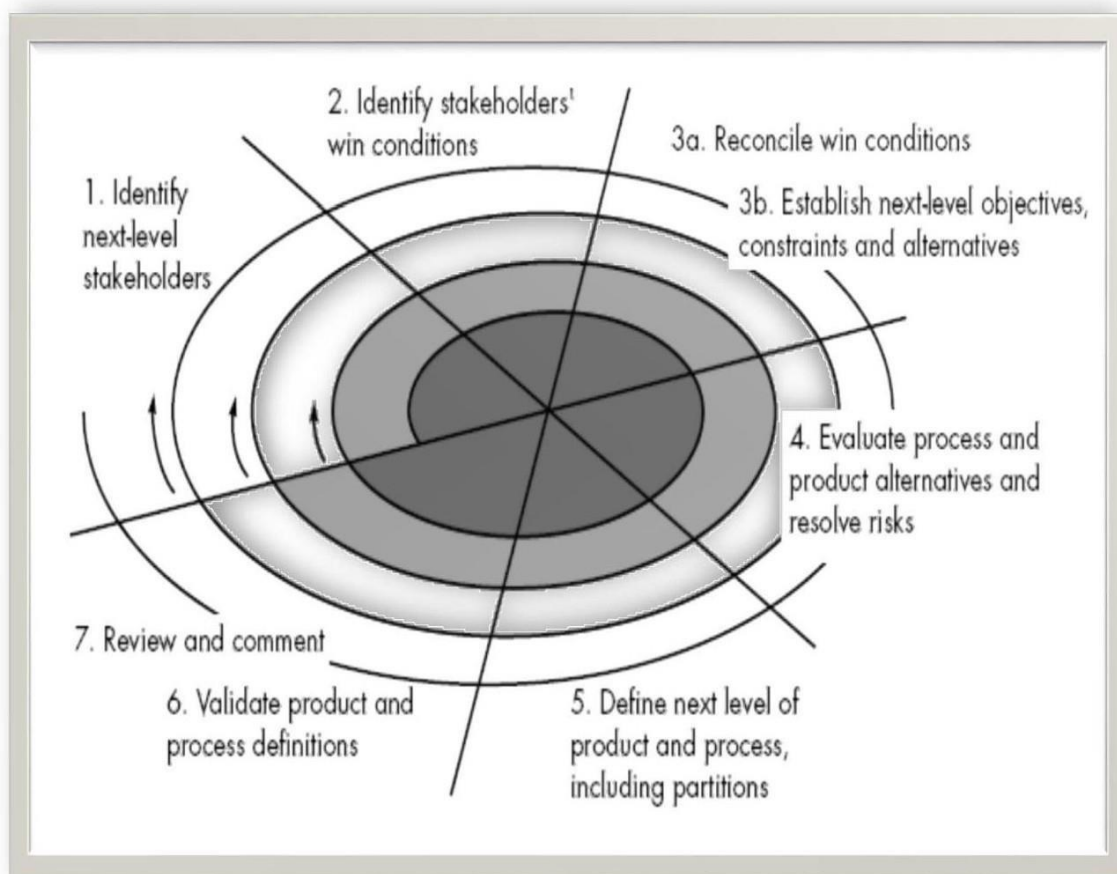 1. Identify
next-level
stakeholders
2. Identify stakeholders'
win conditions
3a. Reconcile win conditions
3b. Establish next-level objectives,
constraints and alternatives
4. Evaluate process and
product alternatives and
resolve risks
5. Define next level of
product and process,
including partitions
6. Validate product and
process definitions
7. Review and comment